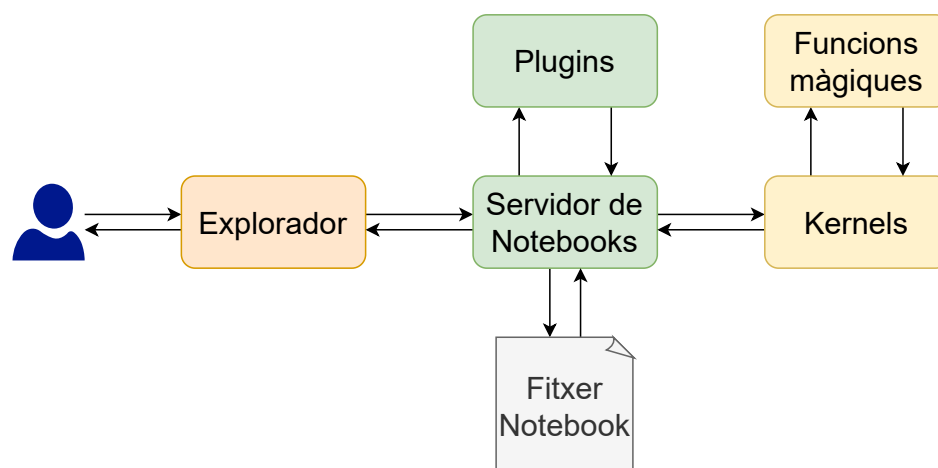 Plugins
Funcions
màgiques
Explorador
Servidor de
Notebooks
Kernels
Fitxer
Notebook